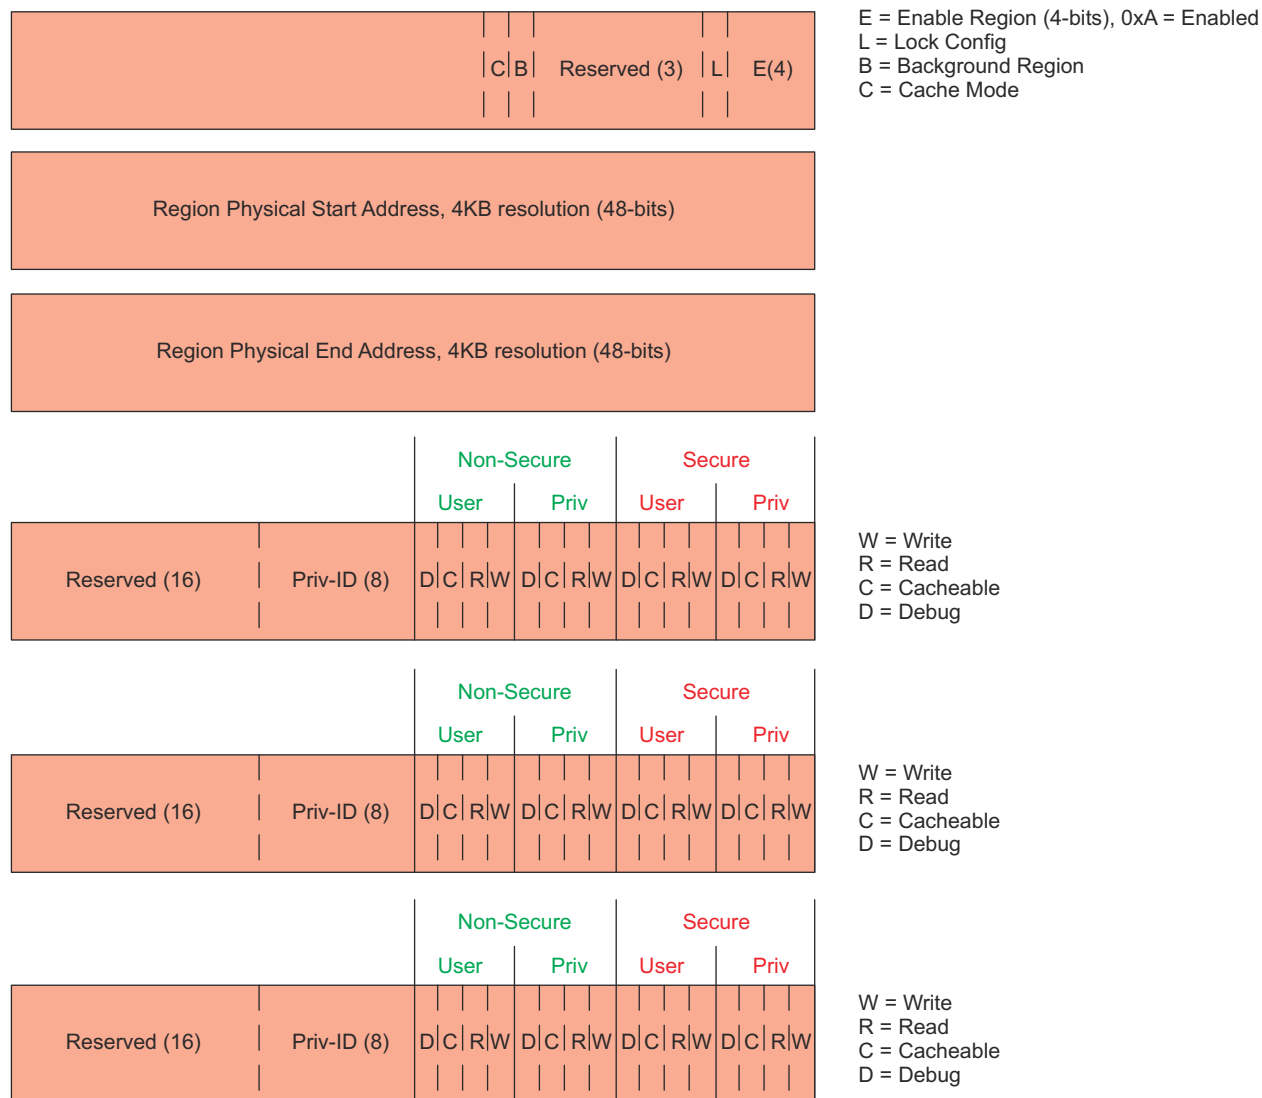 C B Reserved (3) L E(4)
E = Enable Region (4-bits), 0xA = Enabled
L = Lock Config
B = Background Region
C = Cache Mode
Region Physical Start Address, 4KB resolution (48-bits)
Region Physical End Address, 4KB resolution (48-bits)
Non-Secure Secure
User Priv User Priv
Reserved (16) Priv-ID (8) D C R W D C R W D C R W D C R W
W = Write
R = Read
C = Cacheable
D = Debug
Non-Secure Secure
User Priv User Priv
Reserved (16) Priv-ID (8) D C R W D C R W D C R W D C R W
W = Write
R = Read
C = Cacheable
D = Debug
Non-Secure Secure
User Priv User Priv
Reserved (16) Priv-ID (8) D C R W D C R W D C R W D C R W
W = Write
R = Read
C = Cacheable
D = Debug